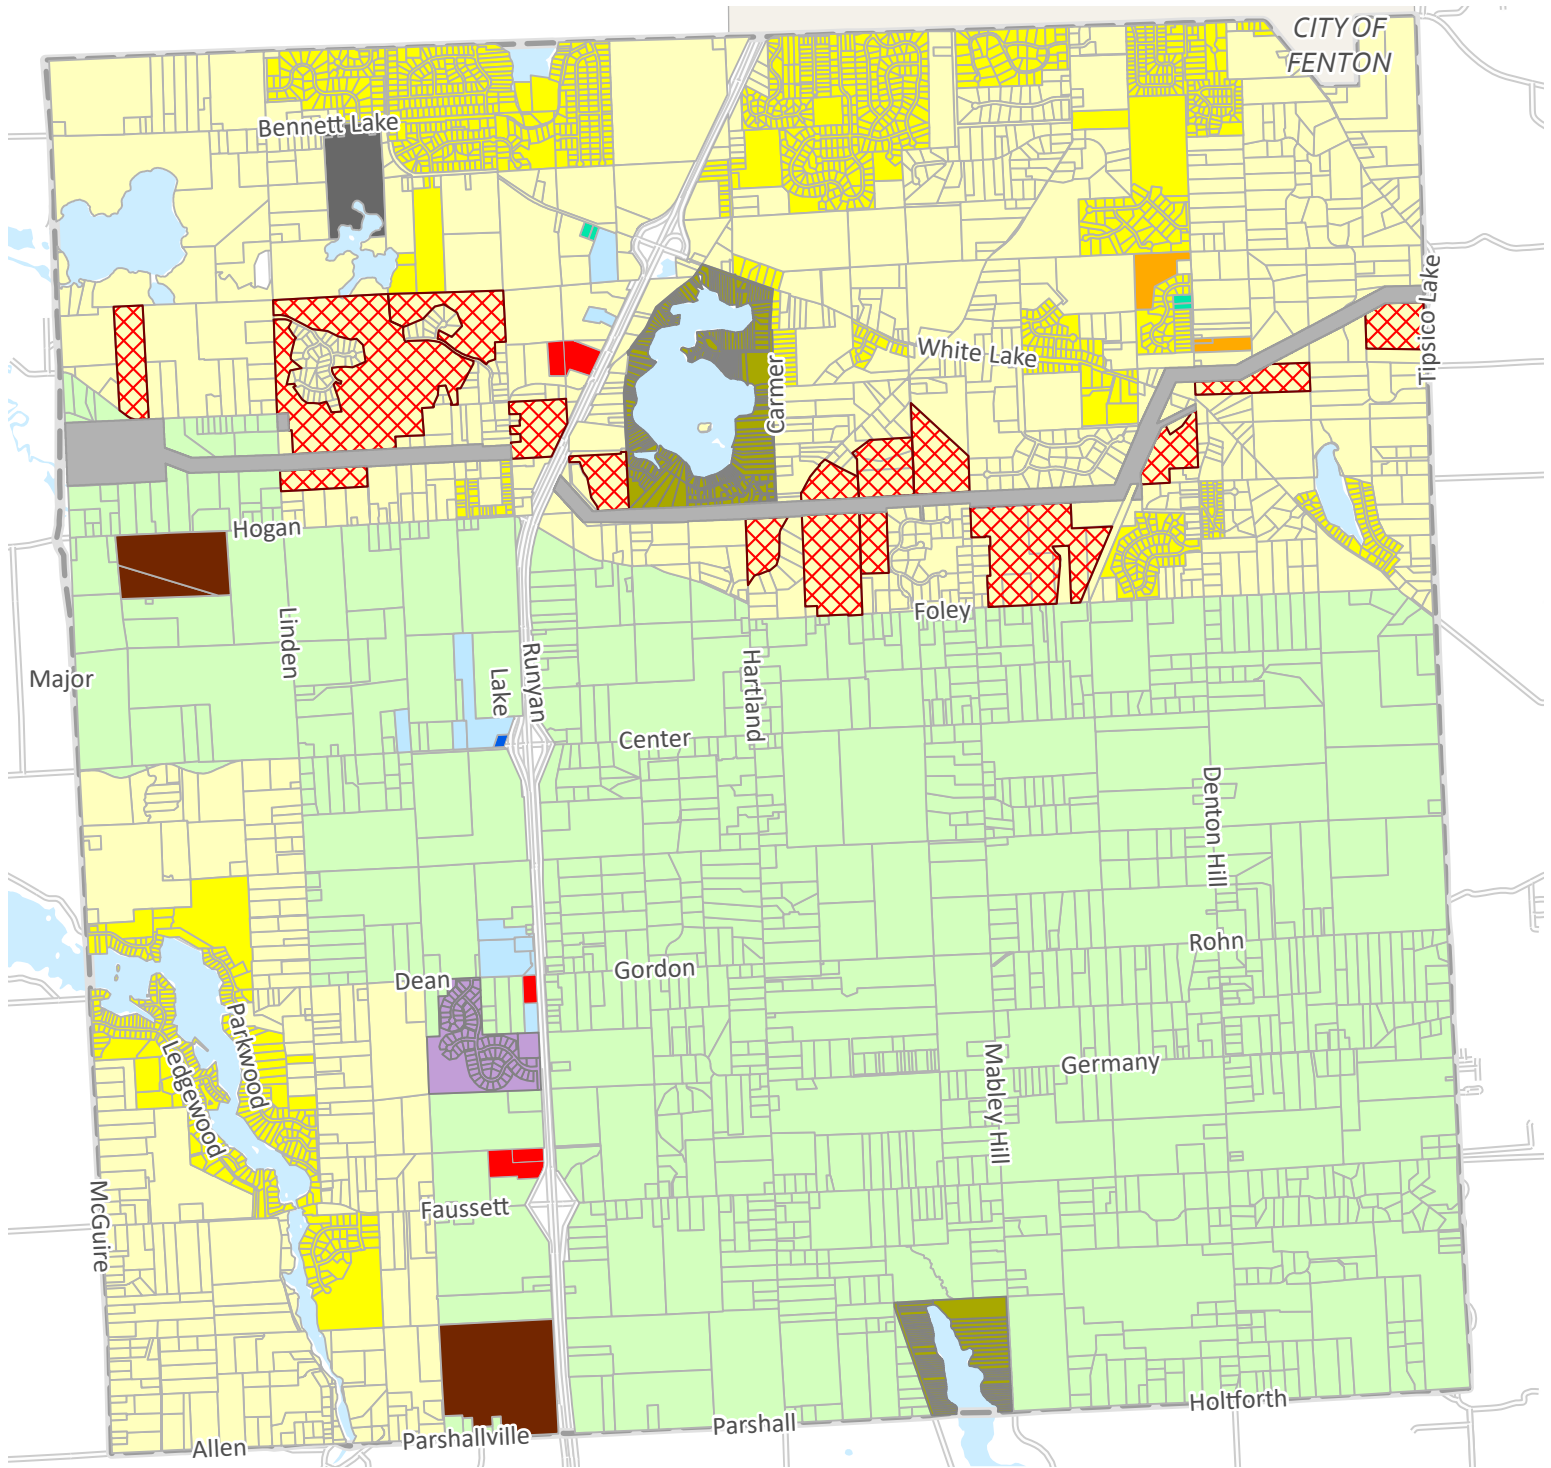 CITY OF
FENTON
Bennett Lake
Tipsico Lake
White Lake
Carmer
Hogan
Linden
Foley
Major
Runyan
Lake
Hartland
Center
Denton Hill
Rohn
Dean
Gordon
Parkwood
Ledgewood
Mabley Hill
Germany
McGuire
Faussett
Holtforth
Parshall
Parshallville
Allen